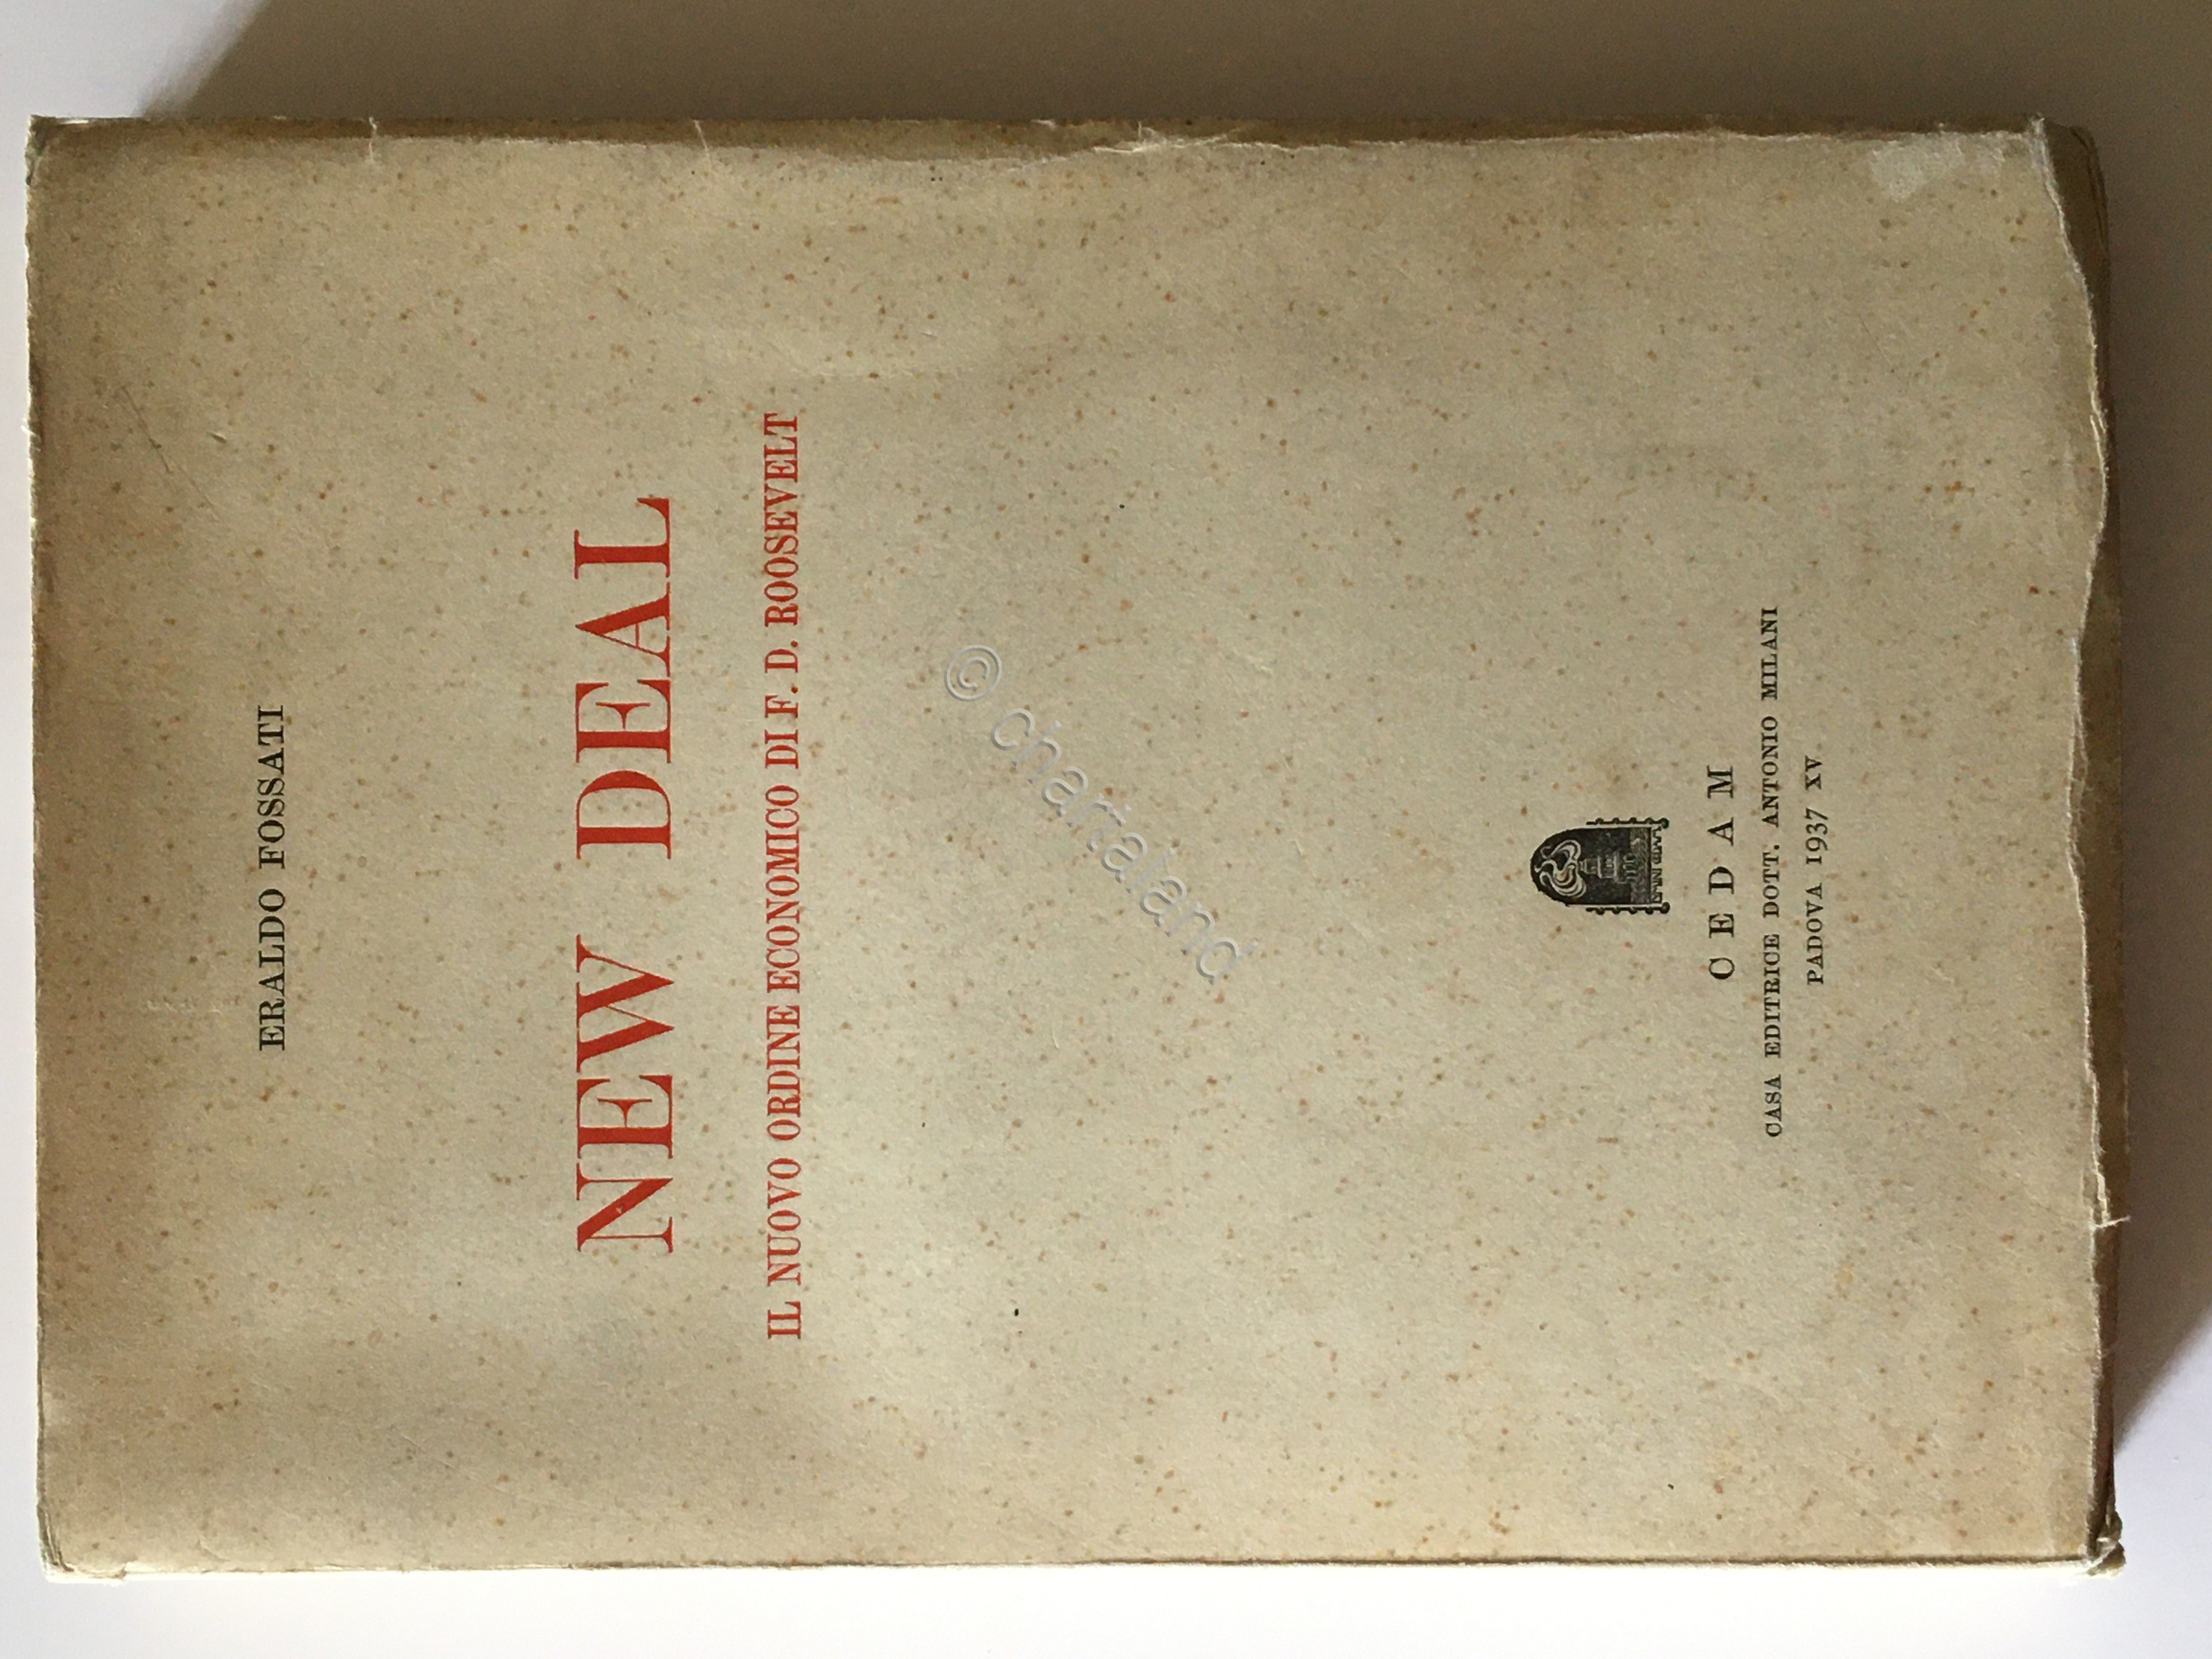 ERALDO FOSSATI
NEW DEAL
IL NUOVO ORDINE ECONOMICO DI F. D. ROOSEVELT
© chartaland
CEDAM
CASA EDITRICE DOTT. ANTONIO MILANI
PADOVA 1937 XV